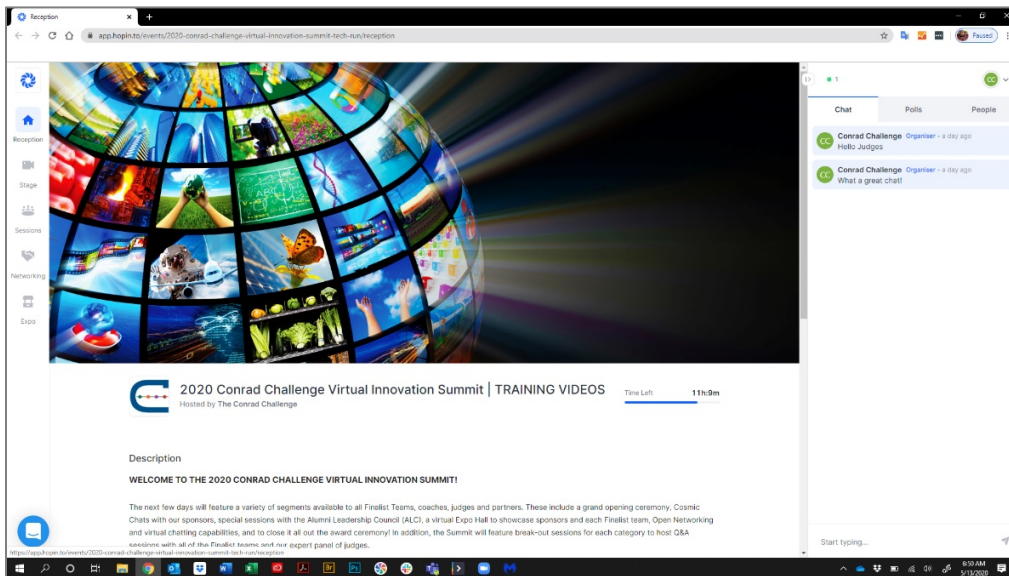 Reception
app.hopin.to/events/2020-conrad-challenge-virtual-innovation-summit-tech-run/reception
Paused
Reception
Stage
Sessions
Networking
Expo
1
CC
Chat
Polls
People
CC
Conrad Challenge Organiser - a day ago
Hello Judges
CC
Conrad Challenge Organiser - a day ago
What a great chat!
2020 Conrad Challenge Virtual Innovation Summit | TRAINING VIDEOS
Hosted by The Conrad Challenge
Time Left 11h:9m
Description
WELCOME TO THE 2020 CONRAD CHALLENGE VIRTUAL INNOVATION SUMMIT!
The next few days will feature a variety of segments available to all Finalist Teams, coaches, judges and partners. These include a grand opening ceremony, Cosmic
Chats with our sponsors, special sessions with the Alumni Leadership Council (ALC), a virtual Expo Hall to showcase sponsors and each Finalist team, Open Networking
and virtual chatting capabilities, and to close it all out the award ceremony! In addition, the Summit will feature break-out sessions for each category to host Q&A
sessions with all of the Finalist teams and our expert panel of judges.
https://app.hopin.to/events/2020-conrad-challenge-virtual-innovation-summit-tech-run/reception
Start typing...
Br
Ps
6:50 AM
5/13/2020